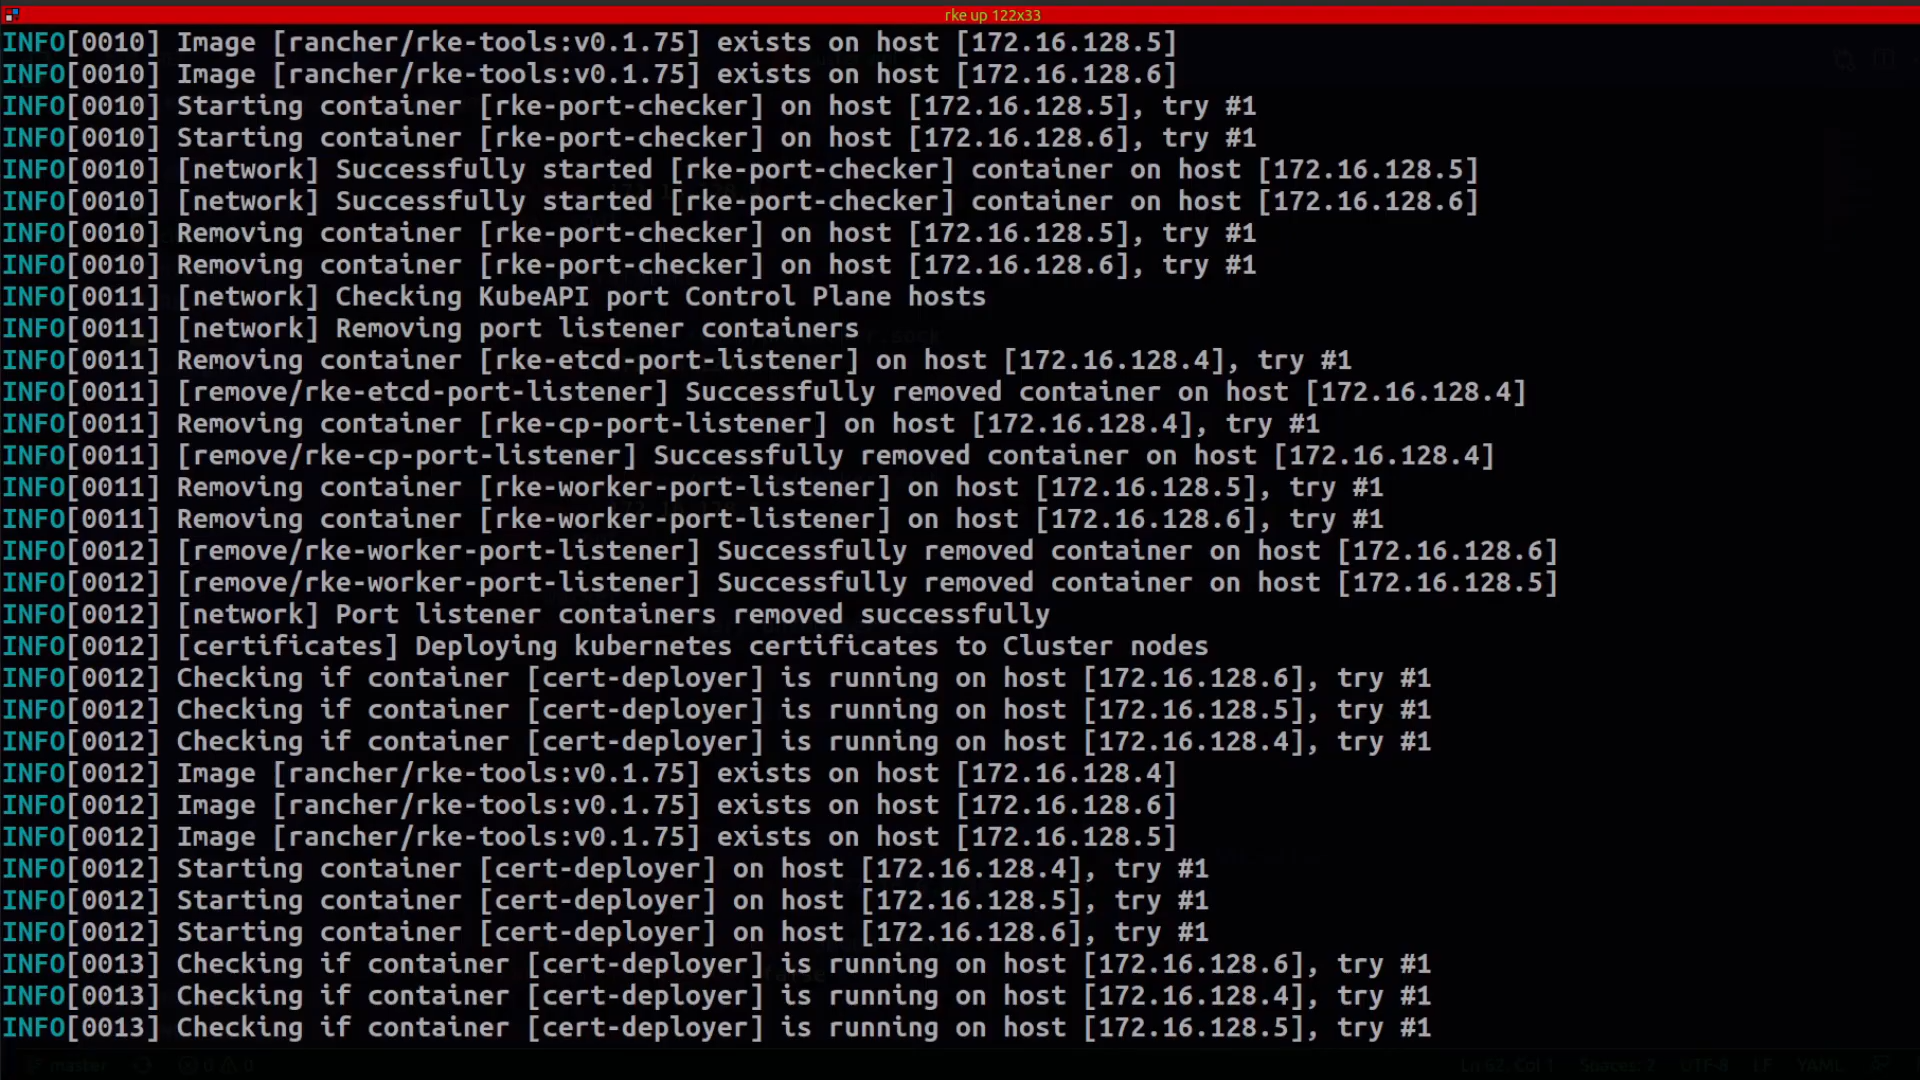 rke up 122x33
INFO[0010] Image [rancher/rke-tools:v0.1.75] exists on host [172.16.128.5]
INFO[0010] Image [rancher/rke-tools:v0.1.75] exists on host [172.16.128.6]
INFO[0010] Starting container [rke-port-checker] on host [172.16.128.5], try #1
INFO[0010] Starting container [rke-port-checker] on host [172.16.128.6], try #1
INFO[0010] [network] Successfully started [rke-port-checker] container on host [172.16.128.5]
INFO[0010] [network] Successfully started [rke-port-checker] container on host [172.16.128.6]
INFO[0010] Removing container [rke-port-checker] on host [172.16.128.5], try #1
INFO[0010] Removing container [rke-port-checker] on host [172.16.128.6], try #1
INFO[0011] [network] Checking KubeAPI port Control Plane hosts
INFO[0011] [network] Removing port listener containers
INFO[0011] Removing container [rke-etcd-port-listener] on host [172.16.128.4], try #1
INFO[0011] [remove/rke-etcd-port-listener] Successfully removed container on host [172.16.128.4]
INFO[0011] Removing container [rke-cp-port-listener] on host [172.16.128.4], try #1
INFO[0011] [remove/rke-cp-port-listener] Successfully removed container on host [172.16.128.4]
INFO[0011] Removing container [rke-worker-port-listener] on host [172.16.128.5], try #1
INFO[0011] Removing container [rke-worker-port-listener] on host [172.16.128.6], try #1
INFO[0012] [remove/rke-worker-port-listener] Successfully removed container on host [172.16.128.6]
INFO[0012] [remove/rke-worker-port-listener] Successfully removed container on host [172.16.128.5]
INFO[0012] [network] Port listener containers removed successfully
INFO[0012] [certificates] Deploying kubernetes certificates to Cluster nodes
INFO[0012] Checking if container [cert-deployer] is running on host [172.16.128.6], try #1
INFO[0012] Checking if container [cert-deployer] is running on host [172.16.128.5], try #1
INFO[0012] Checking if container [cert-deployer] is running on host [172.16.128.4], try #1
INFO[0012] Image [rancher/rke-tools:v0.1.75] exists on host [172.16.128.4]
INFO[0012] Image [rancher/rke-tools:v0.1.75] exists on host [172.16.128.6]
INFO[0012] Image [rancher/rke-tools:v0.1.75] exists on host [172.16.128.5]
INFO[0012] Starting container [cert-deployer] on host [172.16.128.4], try #1
INFO[0012] Starting container [cert-deployer] on host [172.16.128.5], try #1
INFO[0012] Starting container [cert-deployer] on host [172.16.128.6], try #1
INFO[0013] Checking if container [cert-deployer] is running on host [172.16.128.6], try #1
INFO[0013] Checking if container [cert-deployer] is running on host [172.16.128.4], try #1
INFO[0013] Checking if container [cert-deployer] is running on host [172.16.128.5], try #1
master 0 0 Ln 62, Col 1 Spaces: 2 UTF-8 LF YAML